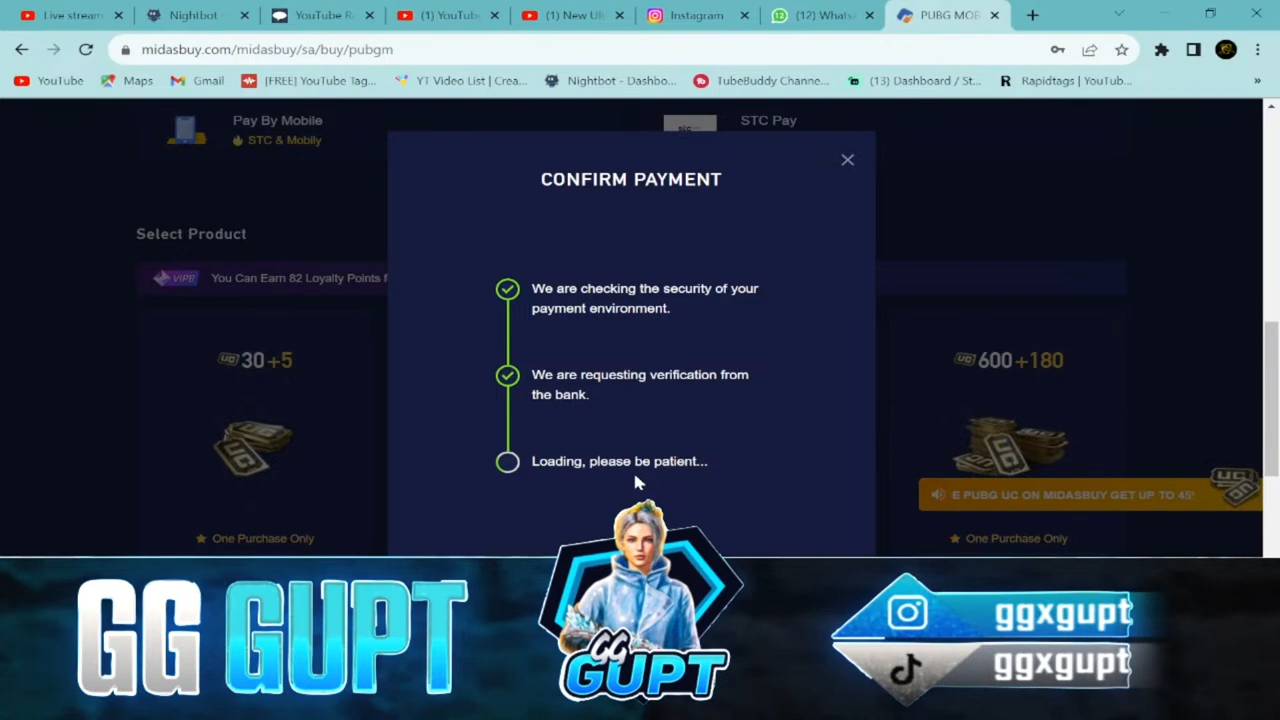 Live stream
Nightbot
YouTube R
(1) YouTub
(1) New Ul
Instagram
(12) Whats
PUBG MOB
midasbuy.com/midasbuy/sa/buy/pubgm
YouTube
Maps
Gmail
[FREE] YouTube Tag...
YT Video List | Crea...
Nightbot - Dashbo...
TubeBuddy Channe...
(13) Dashboard / St...
Rapidtags | YouTub...
»
Pay By Mobile
STC & Mobily
STC Pay
CONFIRM PAYMENT
Select Product
VIP8
You Can Earn 82 Loyalty Points f
We are checking the security of your
payment environment.
UC 30+5
UC 600+180
We are requesting verification from
the bank.
Loading, please be patient...
E PUBG UC ON MIDASBUY GET UP TO 45!
One Purchase Only
One Purchase Only
GG GUPT
GG
GUPT
ggxgupt
ggxgupt